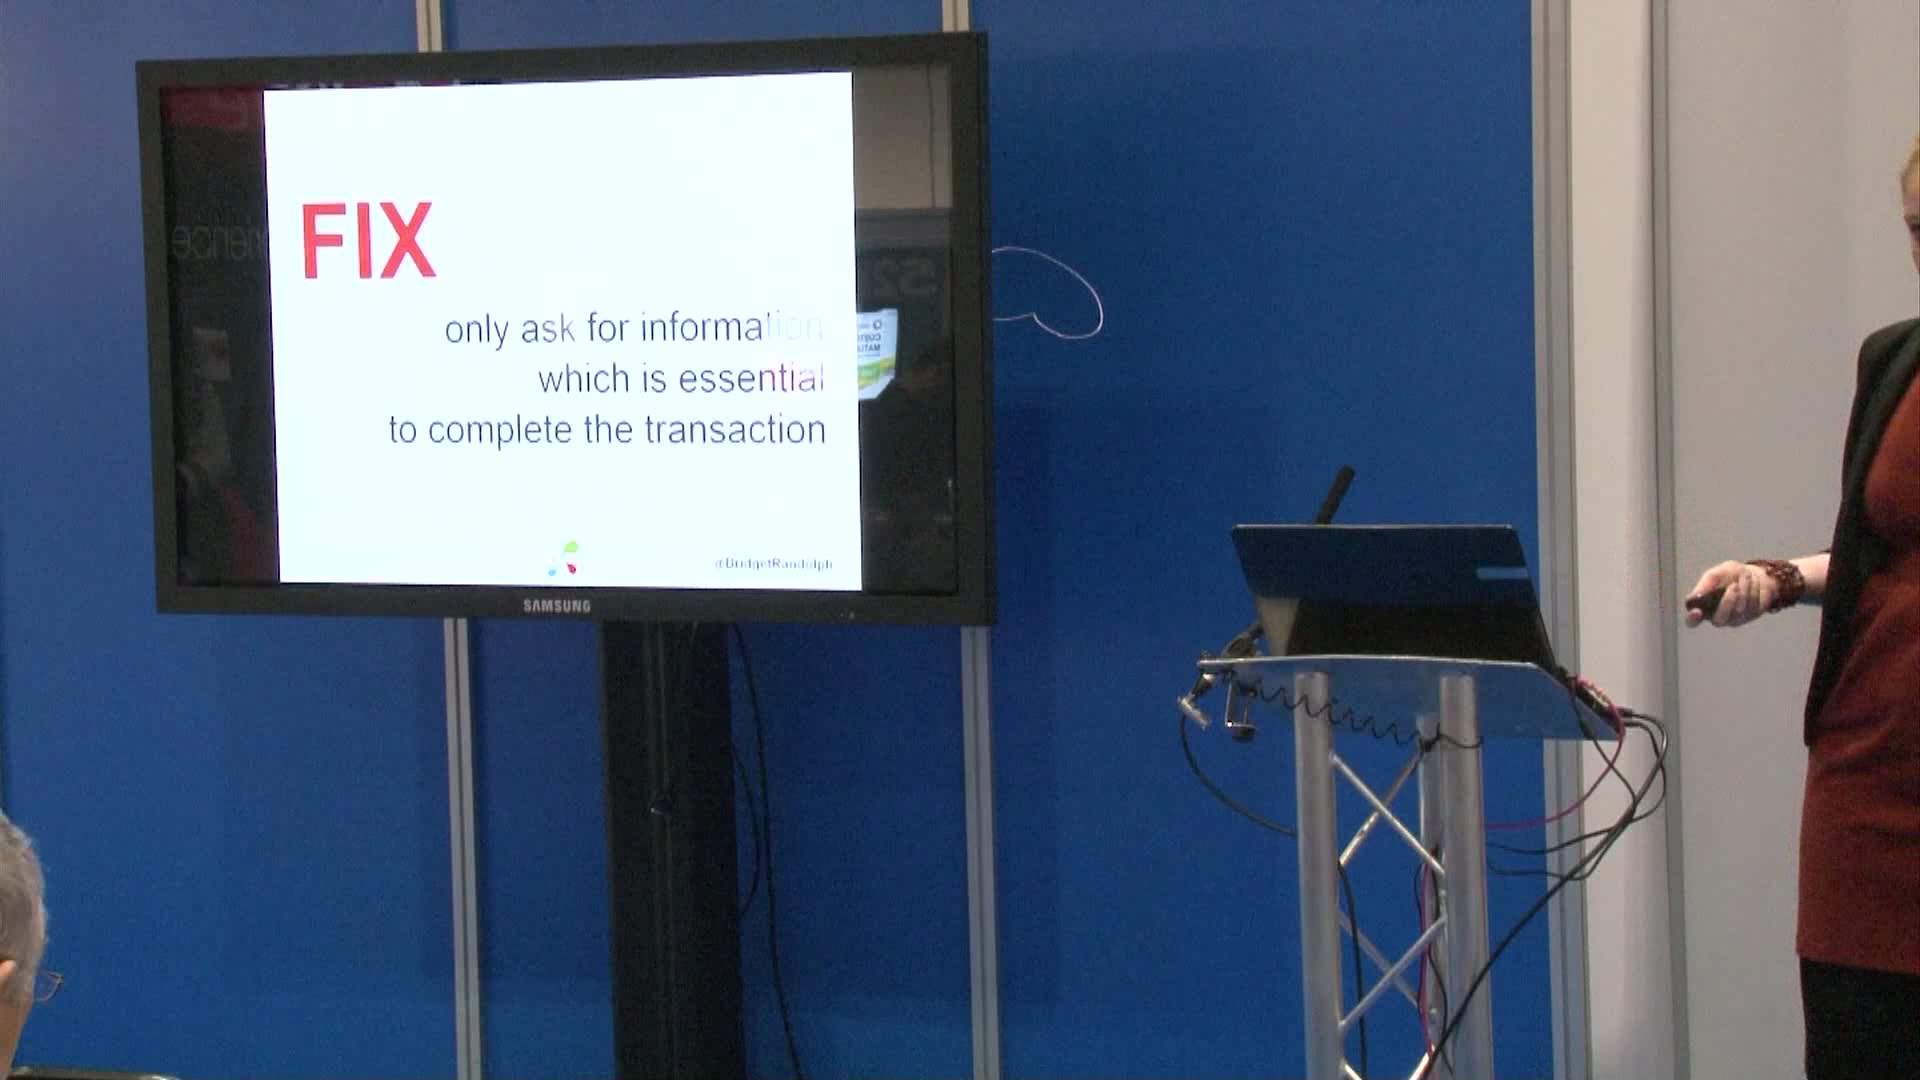 FIX
only ask for information
which is essential
to complete the transaction
@BridgetRandolph
SAMSUNG